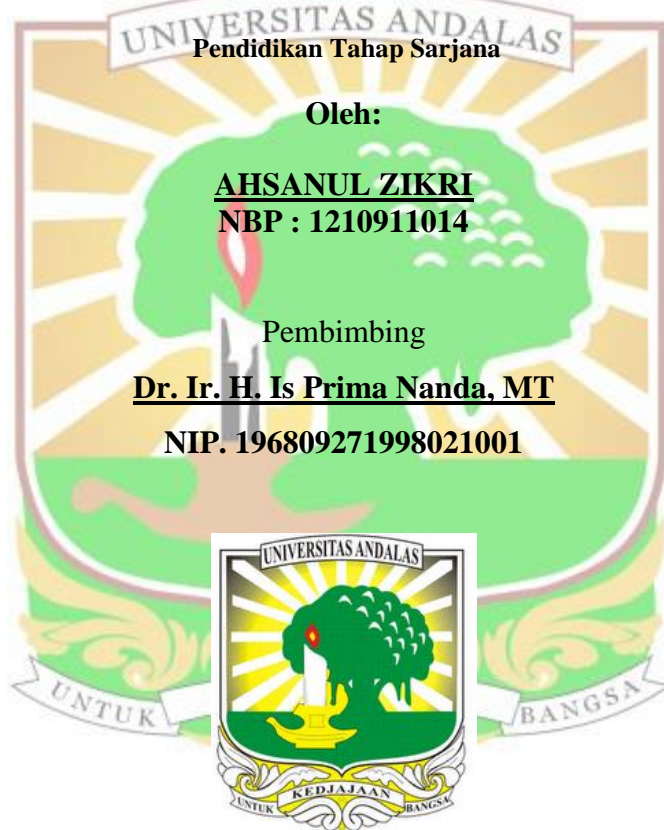 UNIVERSITAS ANDALAS
Pendidikan Tahap Sarjana
Oleh:
AHSANUL ZIKRI
NBP : 1210911014
Pembimbing
Dr. Ir. H. Is Prima Nanda, MT
NIP. 196809271998021001
UNIVERSITAS ANDALAS
UNTUK BANGSA
UNTUK KEDJAJAAN BANGSA